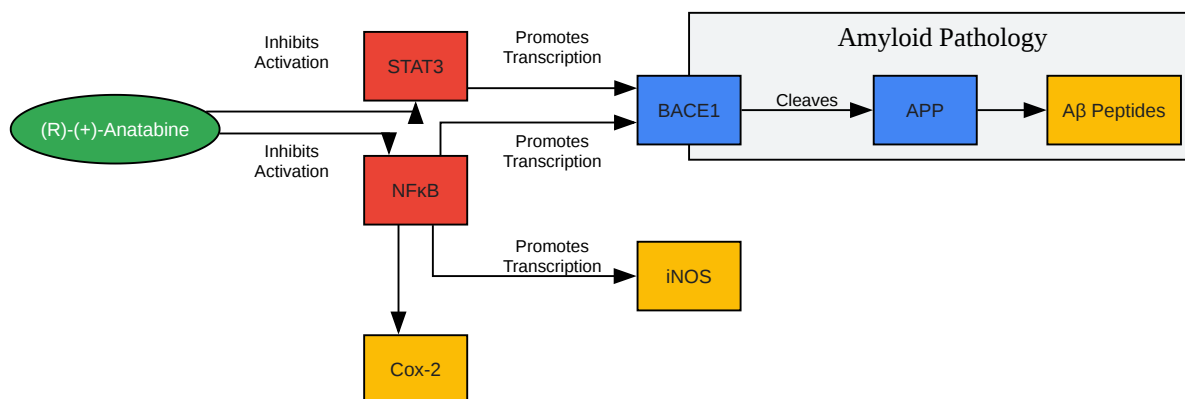 Amyloid Pathology
Inhibits
Activation
Promotes
Transcription
STAT3
BACE1
Cleaves
APP
Aβ Peptides
(R)-(+)-Anatabine
Inhibits
Activation
Promotes
Transcription
NFκB
Promotes
Transcription
iNOS
Cox-2